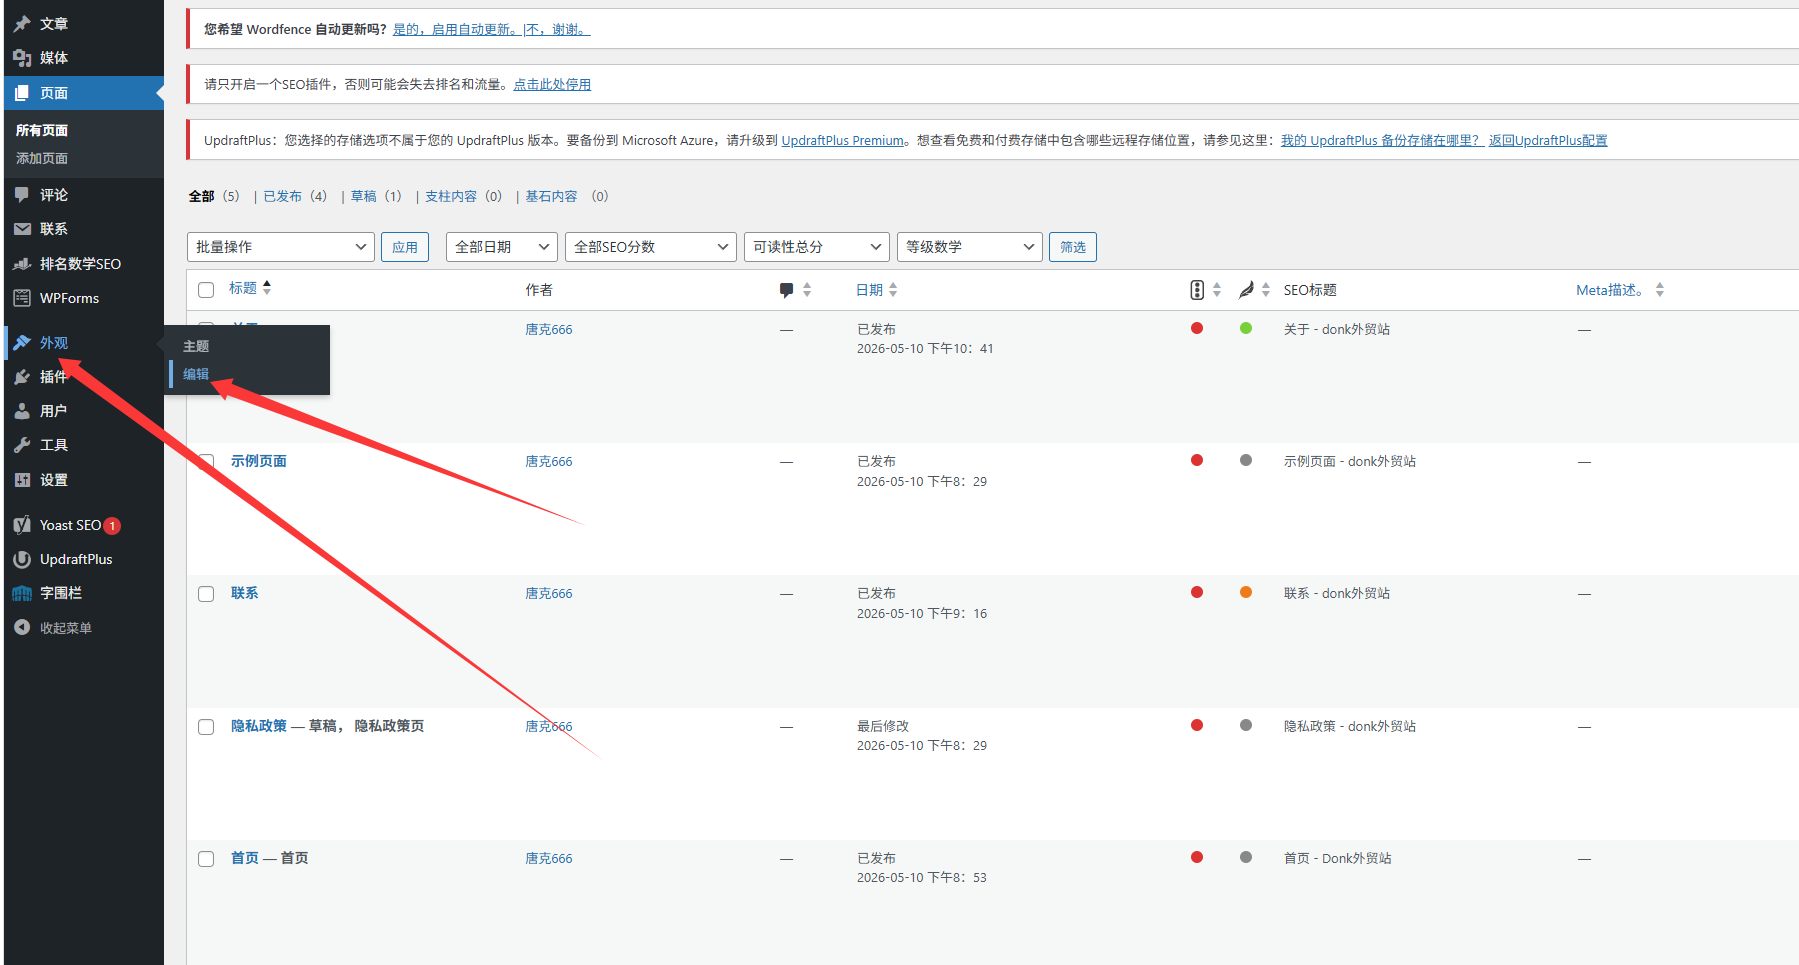 文章
媒体
页面
所有页面
添加页面
评论
联系
排名数学SEO
WPForms
外观
插件
用户
工具
设置
Yoast SEO 1
UpdraftPlus
字围栏
收起菜单
主题
编辑
您希望 Wordfence 自动更新吗？ 是的，启用自动更新。|不，谢谢。
请只开启一个SEO插件，否则可能会失去排名和流量。点击此处停用
UpdraftPlus：您选择的存储选项不属于您的 UpdraftPlus 版本。要备份到 Microsoft Azure，请升级到 UpdraftPlus Premium。想查看免费和付费存储中包含哪些远程存储位置，请参见这里：我的 UpdraftPlus 备份存储在哪里？ 返回UpdraftPlus配置
全部（5） | 已发布（4） | 草稿（1） | 支柱内容（0） | 基石内容 （0）
批量操作 应用 全部日期 全部SEO分数 可读性总分 等级数学 筛选
标题 作者 日期 SEO标题 Meta描述。
唐克666 — 已发布 关于 - donk外贸站 —
2026-05-10 下午10：41
示例页面 唐克666 — 已发布 示例页面 - donk外贸站 —
2026-05-10 下午8：29
联系 唐克666 — 已发布 联系 - donk外贸站 —
2026-05-10 下午9：16
隐私政策 — 草稿， 隐私政策页 唐克666 — 最后修改 隐私政策 - donk外贸站 —
2026-05-10 下午8：29
首页 — 首页 唐克666 — 已发布 首页 - Donk外贸站 —
2026-05-10 下午8：53